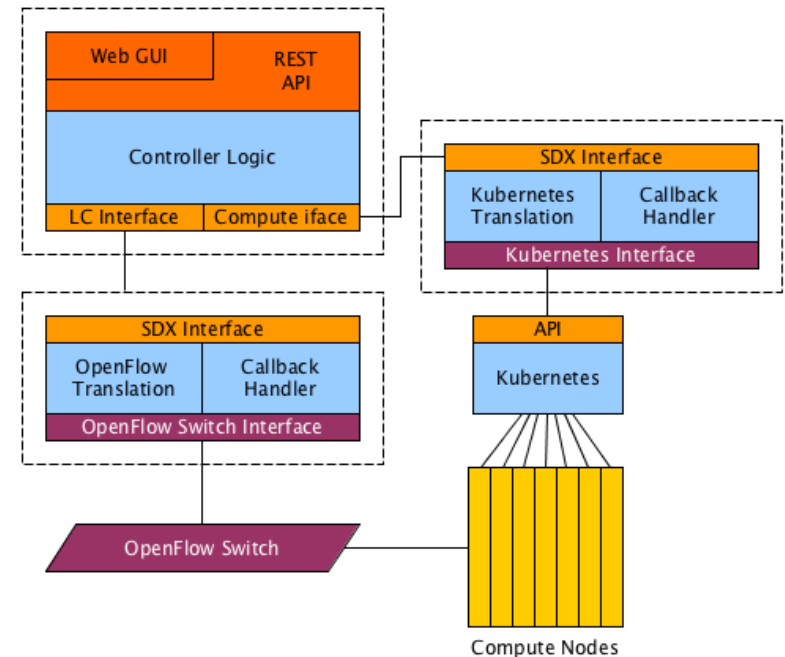 Web GUI
REST
API
Controller Logic
LC Interface
Compute iface
SDX Interface
Kubernetes
Translation
Callback
Handler
Kubernetes Interface
SDX Interface
OpenFlow
Translation
Callback
Handler
OpenFlow Switch Interface
API
Kubernetes
OpenFlow Switch
Compute Nodes